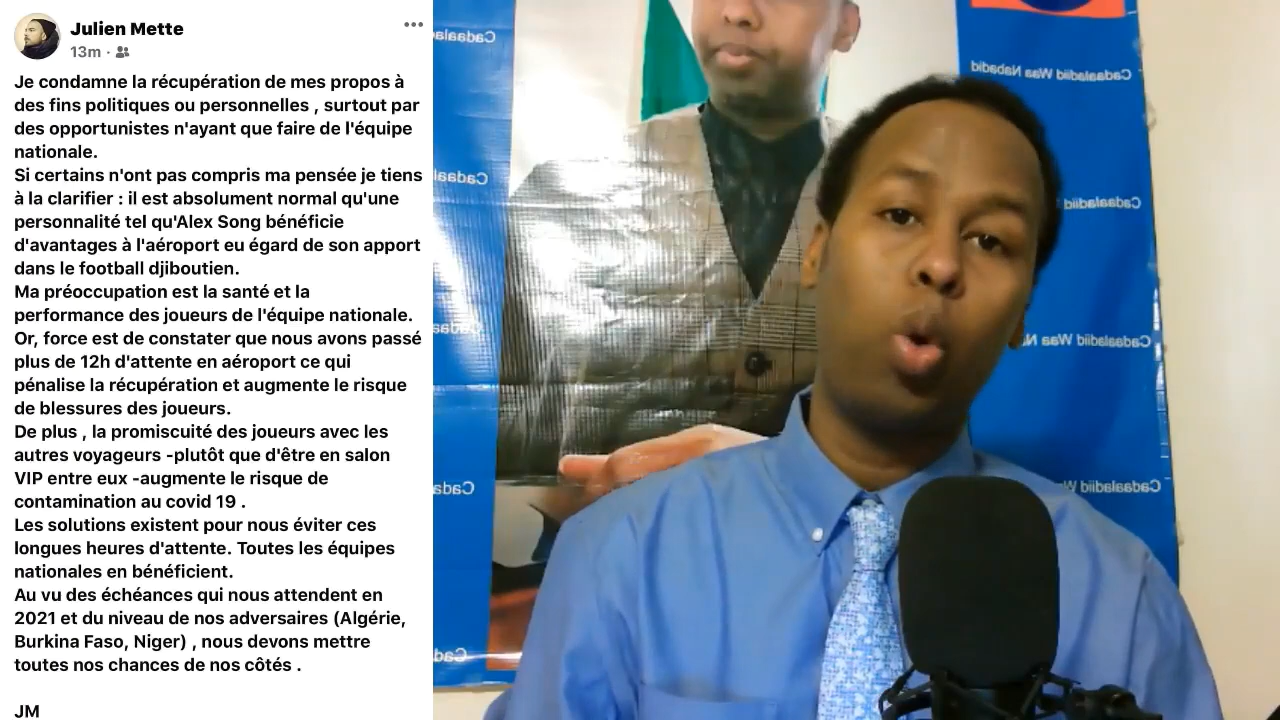 Julien Mette
13m ·
Je condamne la récupération de mes propos à
des fins politiques ou personnelles , surtout par
des opportunistes n'ayant que faire de l'équipe
nationale.
Si certains n'ont pas compris ma pensée je tiens
à la clarifier : il est absolument normal qu'une
personnalité tel qu'Alex Song bénéficie
d'avantages à l'aéroport eu égard de son apport
dans le football djiboutien.
Ma préoccupation est la santé et la
performance des joueurs de l'équipe nationale.
Or, force est de constater que nous avons passé
plus de 12h d'attente en aéroport ce qui
pénalise la récupération et augmente le risque
de blessures des joueurs.
De plus , la promiscuité des joueurs avec les
autres voyageurs -plutôt que d'être en salon
VIP entre eux -augmente le risque de
contamination au covid 19 .
Les solutions existent pour nous éviter ces
longues heures d'attente. Toutes les équipes
nationales en bénéficient.
Au vu des échéances qui nous attendent en
2021 et du niveau de nos adversaires (Algérie,
Burkina Faso, Niger) , nous devons mettre
toutes nos chances de nos côtés .
JM
Cadaaladiid Waa Nabadid
Cadaaladiid
Cadaaladiid Waa
Cadaaladiid Wa